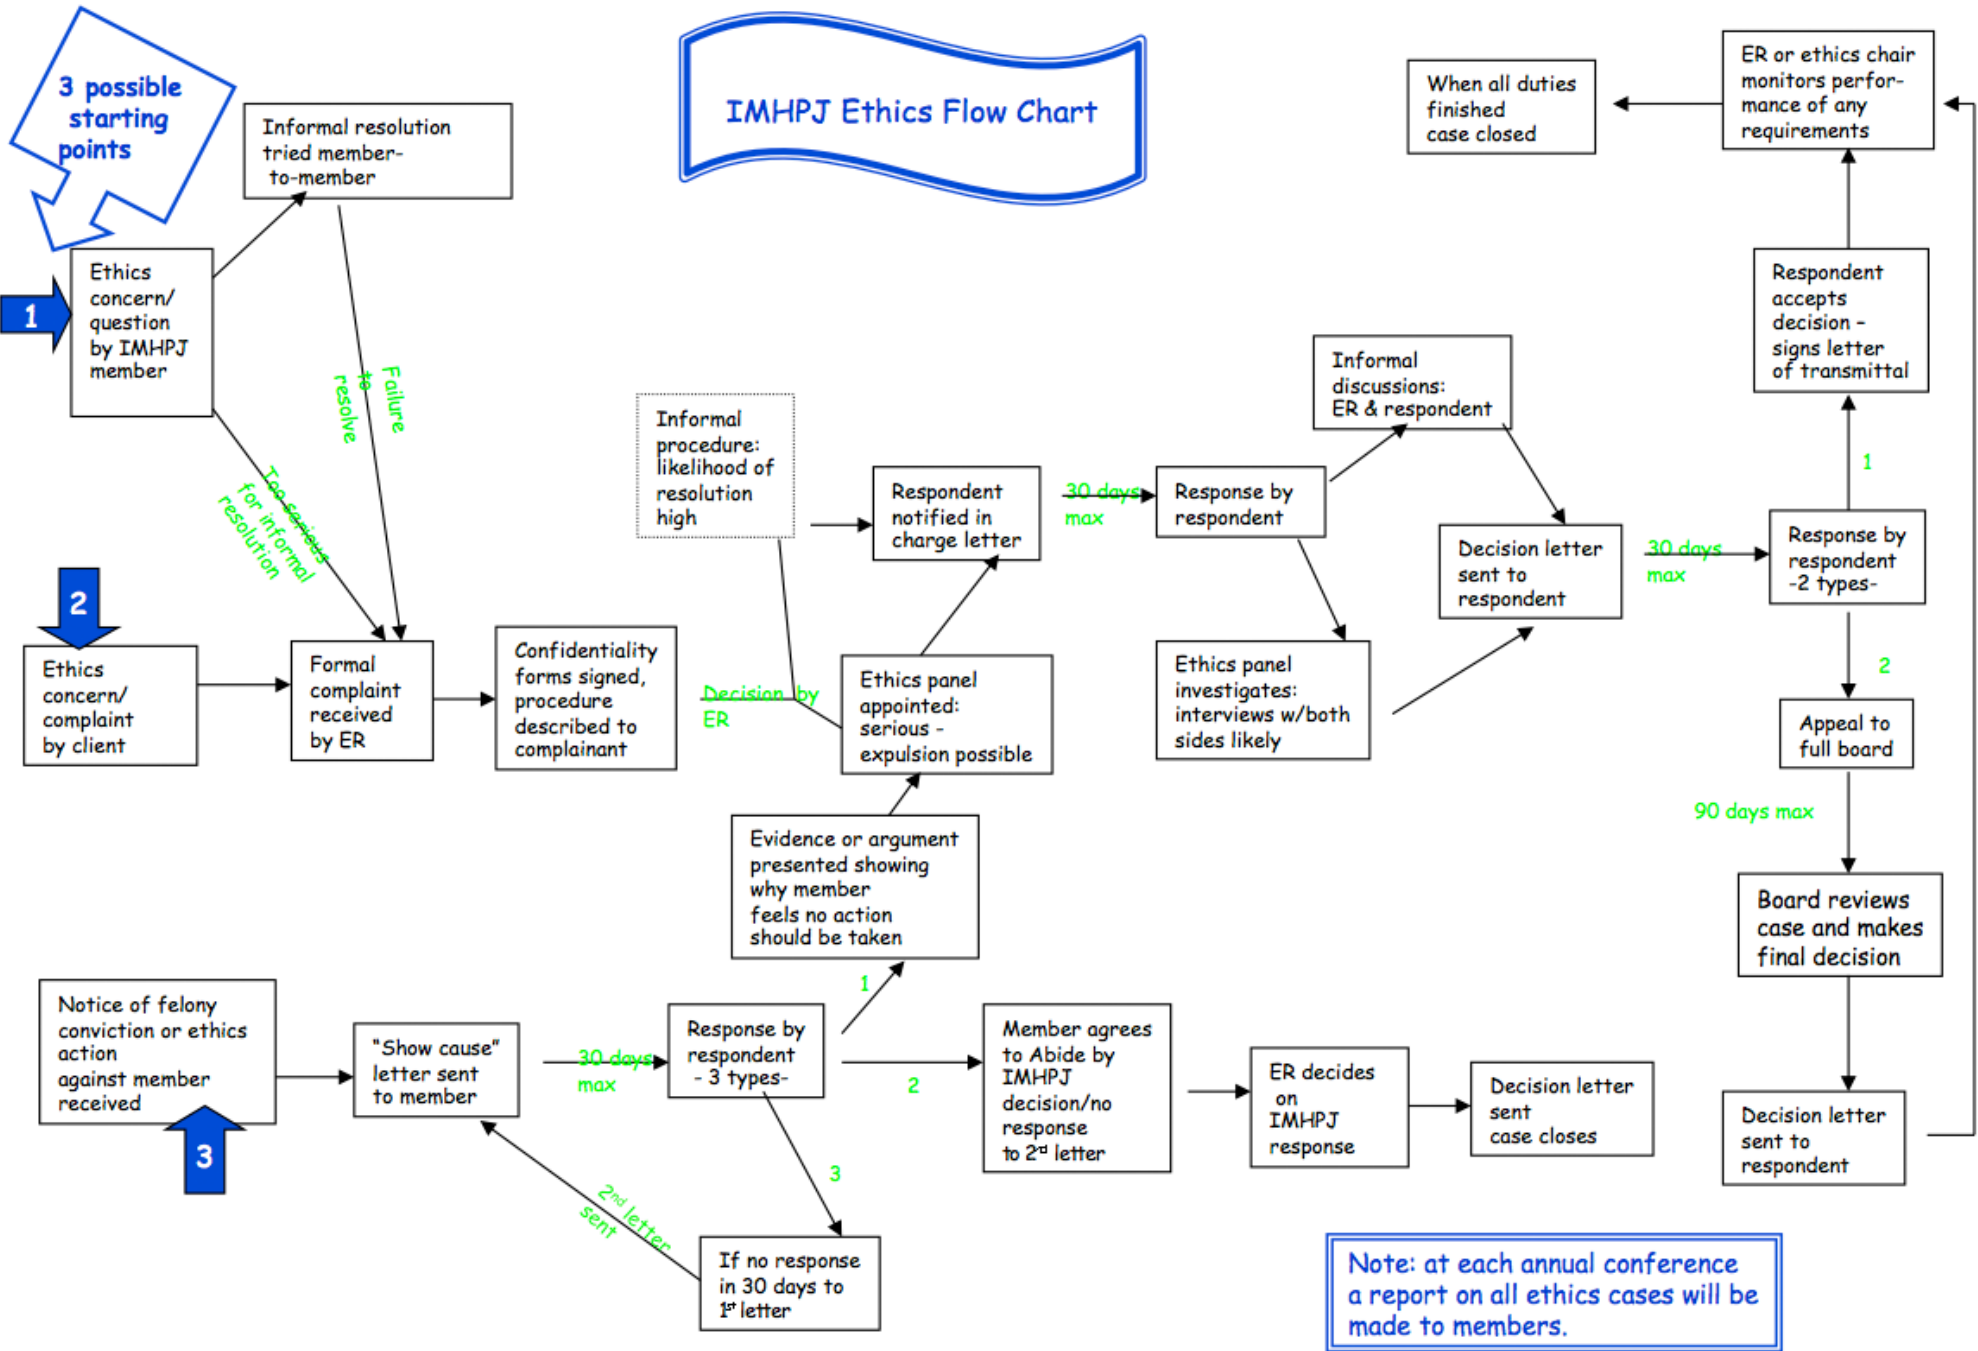 3 possible
starting
points
IMHPJ Ethics Flow Chart
Informal resolution
tried member-
to-member
When all duties
finished
case closed
ER or ethics chair
monitors perfor-
mance of any
requirements
1
Ethics
concern/
question
by IMHPJ
member
Failure
to
resolve
Too serious
for informal
resolution
Respondent
accepts
decision –
signs letter
of transmittal
Informal
discussions:
ER & respondent
Informal
procedure:
likelihood of
resolution
high
Respondent
notified in
charge letter
30 days
max
Response by
respondent
Decision letter
sent to
respondent
30 days
max
1
Response by
respondent
-2 types-
2
2
Ethics
concern/
complaint
by client
Formal
complaint
received
by ER
Confidentiality
forms signed,
procedure
described to
complainant
Decision by
ER
Ethics panel
appointed:
serious -
expulsion possible
Ethics panel
investigates:
interviews w/both
sides likely
Appeal to
full board
90 days max
Evidence or argument
presented showing
why member
feels no action
should be taken
Board reviews
case and makes
final decision
Notice of felony
conviction or ethics
action
against member
received
3
"Show cause"
letter sent
to member
30 days
max
Response by
respondent
- 3 types-
1
2
3
Member agrees
to Abide by
IMHPJ
decision/no
response
to 2nd letter
ER decides
on
IMHPJ
response
Decision letter
sent
case closes
Decision letter
sent to
respondent
2nd letter
sent
If no response
in 30 days to
1st letter
Note: at each annual conference
a report on all ethics cases will be
made to members.